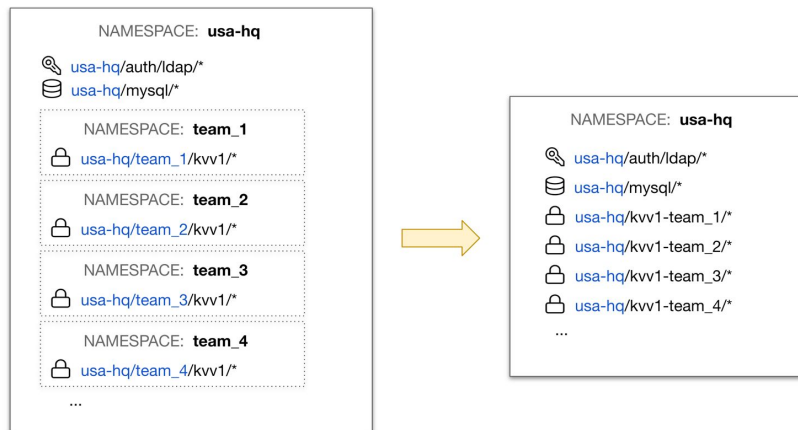 NAMESPACE: usa-hq
usa-hq/auth/ldap/*
usa-hq/mysql/*
NAMESPACE: team_1
usa-hq/team_1/kvv1/*
NAMESPACE: team_2
usa-hq/team_2/kvv1/*
NAMESPACE: team_3
usa-hq/team_3/kvv1/*
NAMESPACE: team_4
usa-hq/team_4/kvv1/*
...
NAMESPACE: usa-hq
usa-hq/auth/ldap/*
usa-hq/mysql/*
usa-hq/kvv1-team_1/*
usa-hq/kvv1-team_2/*
usa-hq/kvv1-team_3/*
usa-hq/kvv1-team_4/*
...